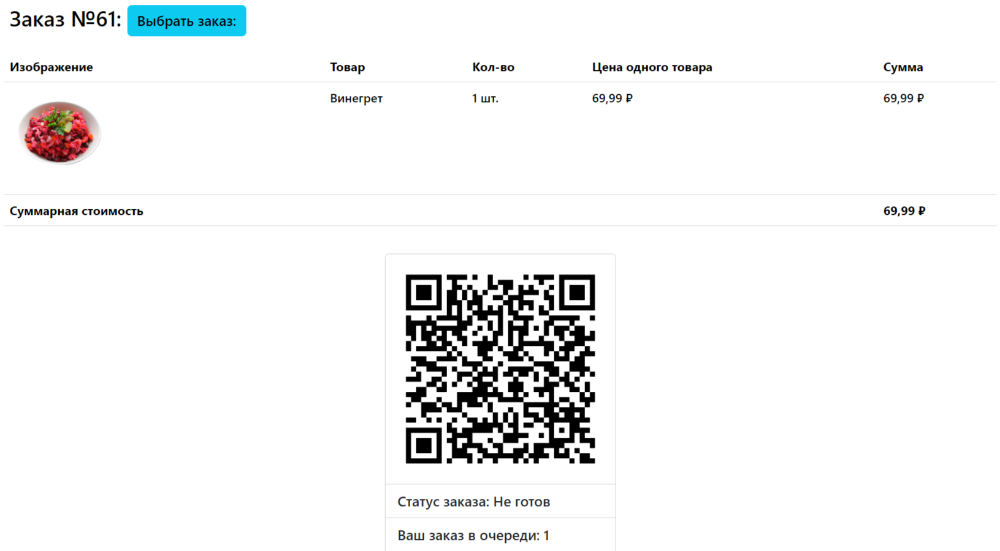 Заказ №61: Выбрать заказ:
Изображение Товар Кол-во Цена одного товара Сумма
Винегрет 1 шт. 69,99 ₽ 69,99 ₽
Суммарная стоимость 69,99 ₽
Статус заказа: Не готов
Ваш заказ в очереди: 1